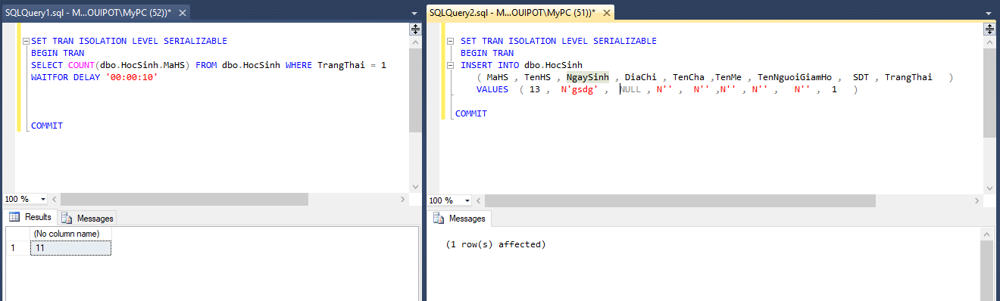 SQLQuery1.sql - M...OUIPOT\MyPC (52))*
SET TRAN ISOLATION LEVEL SERIALIZABLE
BEGIN TRAN
SELECT COUNT(dbo.HocSinh.MaHS) FROM dbo.HocSinh WHERE TrangThai = 1
WAITFOR DELAY '00:00:10'
COMMIT
100 %
Results
Messages
(No column name)
1 11
SQLQuery2.sql - M...OUIPOT\MyPC (51))*
SET TRAN ISOLATION LEVEL SERIALIZABLE
BEGIN TRAN
INSERT INTO dbo.HocSinh
( MaHS , TenHS , NgaySinh , DiaChi , TenCha ,TenMe , TenNguoiGiamHo , SDT , TrangThai )
VALUES ( 13 , N'gsdg' , NULL , N'' , N'' ,N'' , N'' , N'' , 1 )
COMMIT
100 %
Messages
(1 row(s) affected)